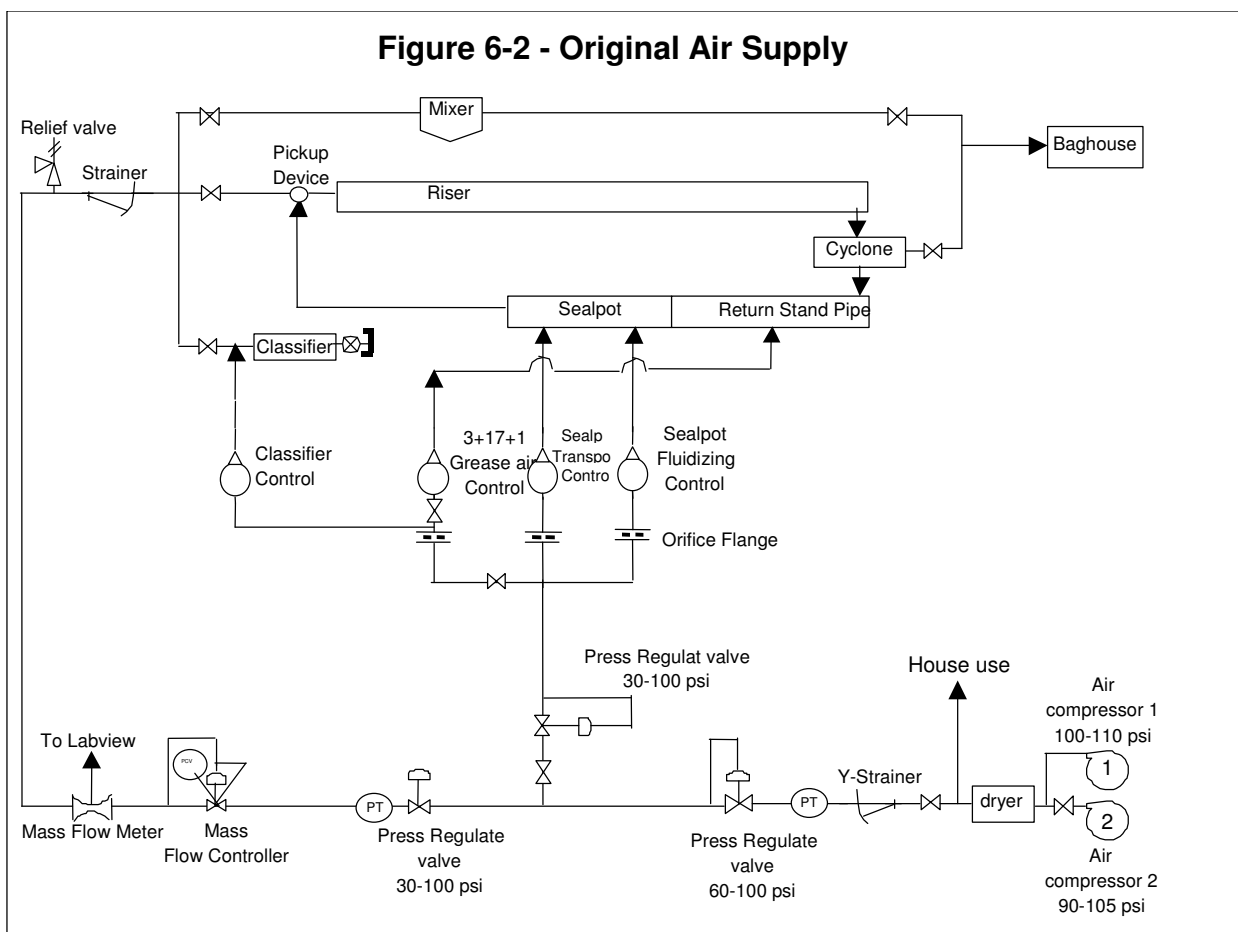 Figure 6-2 - Original Air Supply
Mixer
Relief valve
Baghouse
Strainer
Pickup
Device
Riser
Cyclone
Sealpot
Return Stand Pipe
Classifier
3+17+1
Grease air
Control
Sealp
Transpo
Contro
Sealpot
Fluidizing
Control
Classifier
Control
Orifice Flange
Press Regulat valve
30-100 psi
House use
Air
compressor 1
100-110 psi
To Labview
PCV
Y-Strainer
1
PT
PT
dryer
2
Mass Flow Meter
Mass
Flow Controller
Press Regulate
valve
30-100 psi
Press Regulate
valve
60-100 psi
Air
compressor 2
90-105 psi